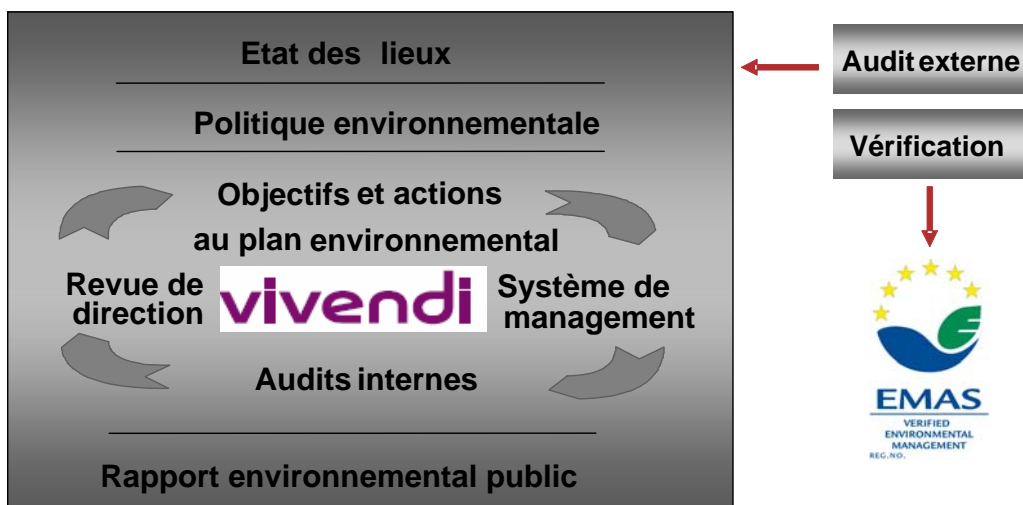 Etat des lieux
Politique environnementale
Objectifs et actions
au plan environnemental
Revue de
direction
vivendi
Système de
management
Audits internes
Rapport environnemental public
Audit externe
Vérification
EMAS
VERIFIED
ENVIRONMENTAL
MANAGEMENT
REG.NO.